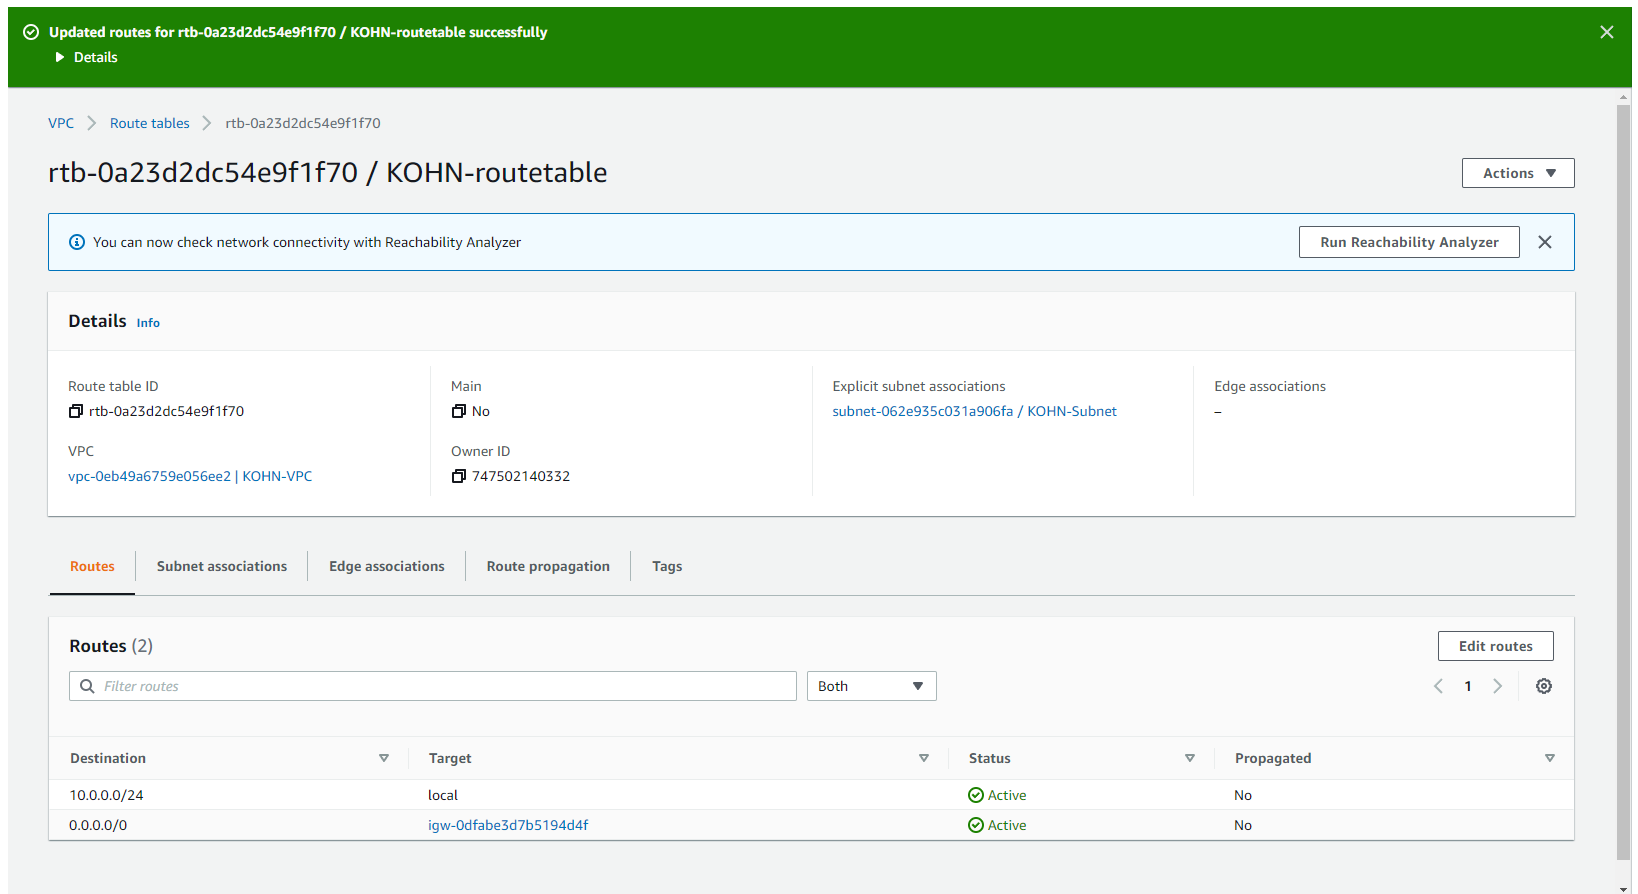 Updated routes for rtb-0a23d2dc54e9f1f70 / KOHN-routetable successfully
Details
VPC Route tables rtb-0a23d2dc54e9f1f70
rtb-0a23d2dc54e9f1f70 / KOHN-routetable
Actions
You can now check network connectivity with Reachability Analyzer
Run Reachability Analyzer
Details Info
Route table ID
rtb-0a23d2dc54e9f1f70
Main
No
Explicit subnet associations
subnet-062e935c031a906fa / KOHN-Subnet
Edge associations
–
VPC
vpc-0eb49a6759e056ee2 | KOHN-VPC
Owner ID
747502140332
Routes Subnet associations Edge associations Route propagation Tags
Routes (2)
Edit routes
Filter routes
Both
1
Destination Target Status Propagated
10.0.0.0/24 local Active No
0.0.0.0/0 igw-0dfabe3d7b5194d4f Active No